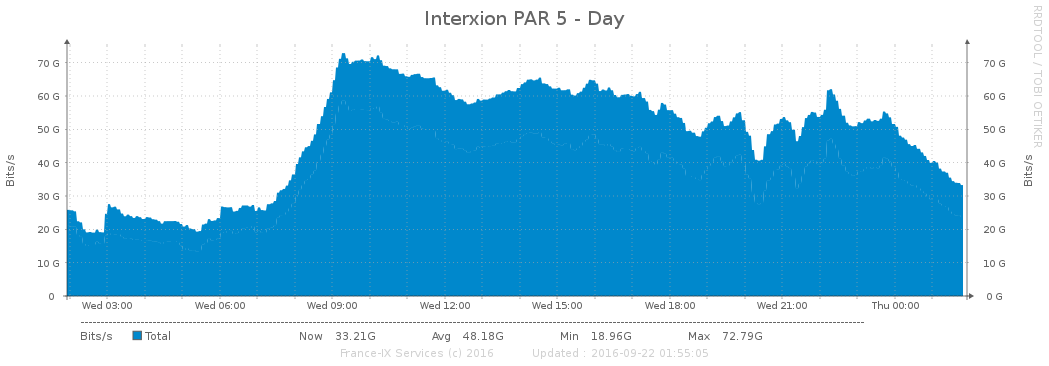 Interxion PAR 5 - Day
RRDTOOL / TOBI OETIKER
Bits/s
70 G
60 G
50 G
40 G
30 G
20 G
10 G
0
70 G
60 G
50 G
40 G
30 G
20 G
10 G
0 G
Bits/s
Wed 03:00 Wed 06:00 Wed 09:00 Wed 12:00 Wed 15:00 Wed 18:00 Wed 21:00 Thu 00:00
Bits/s Total Now 33.21G Avg 48.18G Min 18.96G Max 72.79G
France-IX Services (c) 2016 Updated : 2016-09-22 01:55:05